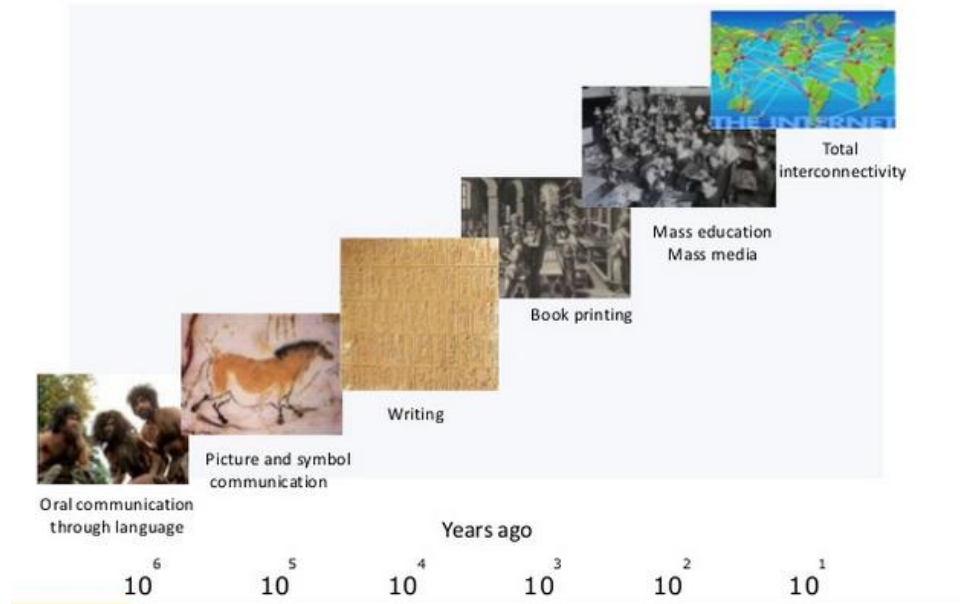 THE INTERNET
Total
interconnectivity
Mass education
Mass media
Book printing
Writing
Picture and symbol
communication
Oral communication
through language
Years ago
10⁶ 10⁵ 10⁴ 10³ 10² 10¹